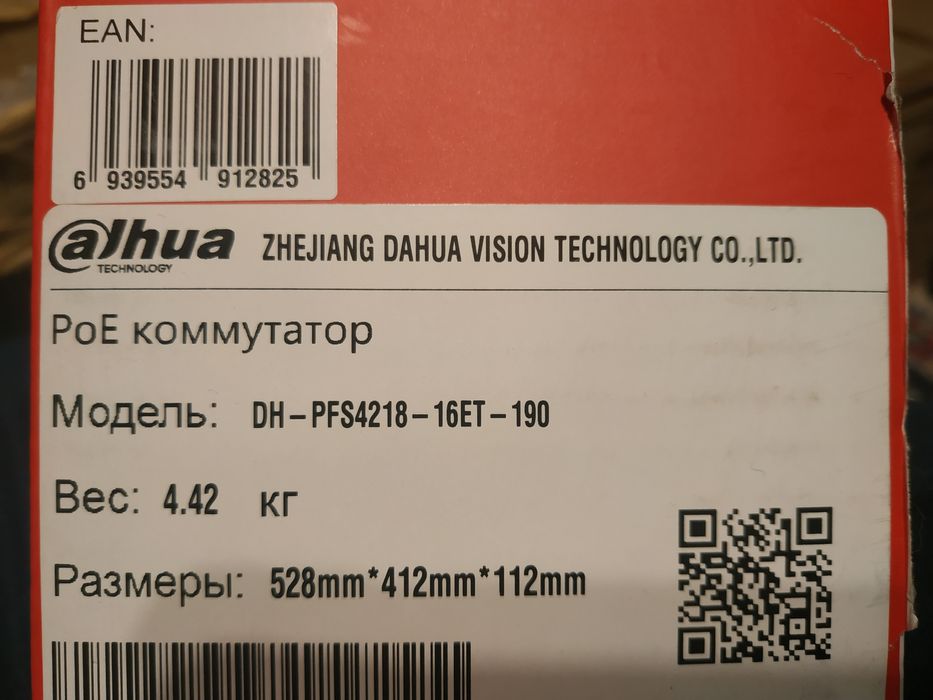 EAN:
6 939554 912825
alhua
TECHNOLOGY
ZHEJIANG DAHUA VISION TECHNOLOGY CO.,LTD.
PoE коммутатор
Модель: DH-PFS4218-16ET-190
Вес: 4.42 кг
Размеры: 528mm*412mm*112mm